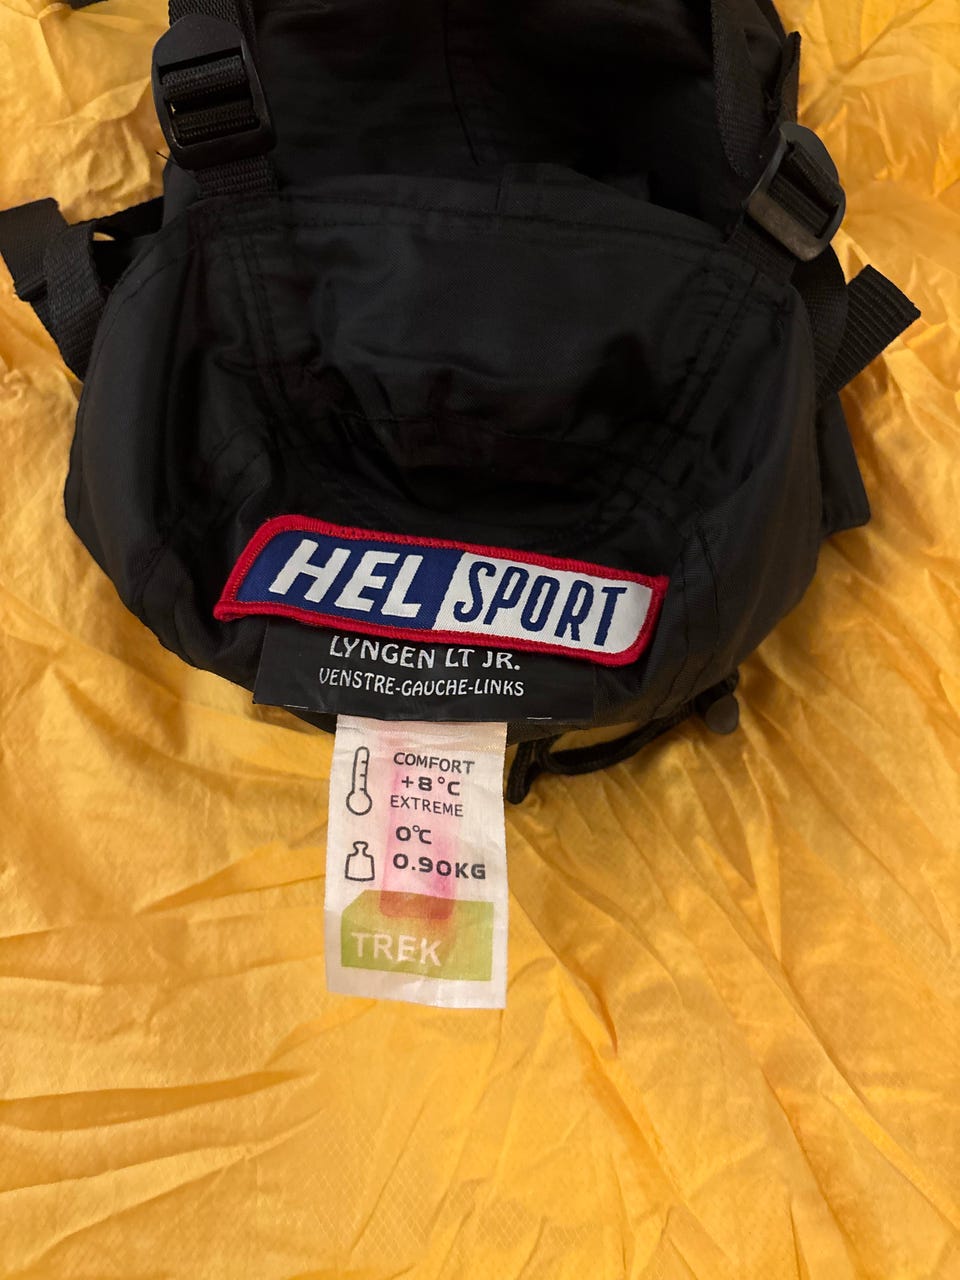 HEL SPORT
LYNGEN LT JR.
VENSTRE-GAUCHE-LINKS
COMFORT
+8°C
EXTREME
0°C
0.90KG
TREK